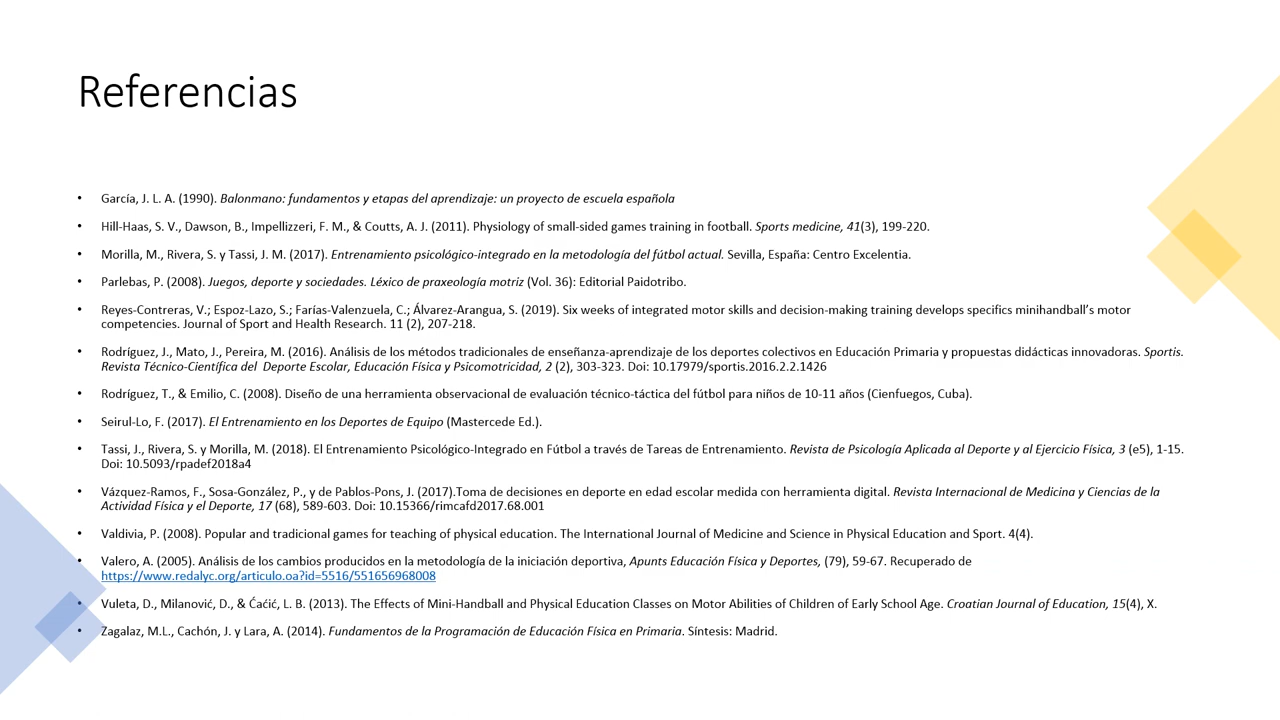 Referencias
• García, J. L. A. (1990). Balonmano: fundamentos y etapas del aprendizaje: un proyecto de escuela española
• Hill-Haas, S. V., Dawson, B., Impellizzeri, F. M., & Coutts, A. J. (2011). Physiology of small-sided games training in football. Sports medicine, 41(3), 199-220.
• Morilla, M., Rivera, S. y Tassi, J. M. (2017). Entrenamiento psicológico-integrado en la metodología del fútbol actual. Sevilla, España: Centro Excelentia.
• Parlebas, P. (2008). Juegos, deporte y sociedades. Léxico de praxeología motriz (Vol. 36): Editorial Paidotribo.
• Reyes-Contreras, V.; Espoz-Lazo, S.; Farías-Valenzuela, C.; Álvarez-Arangua, S. (2019). Six weeks of integrated motor skills and decision-making training develops specifics minihandball’s motor
competencies. Journal of Sport and Health Research. 11 (2), 207-218.
• Rodríguez, J., Mato, J., Pereira, M. (2016). Análisis de los métodos tradicionales de enseñanza-aprendizaje de los deportes colectivos en Educación Primaria y propuestas didácticas innovadoras. Sportis.
Revista Técnico-Científica del Deporte Escolar, Educación Física y Psicomotricidad, 2 (2), 303-323. Doi: 10.17979/sportis.2016.2.2.1426
• Rodríguez, T., & Emilio, C. (2008). Diseño de una herramienta observacional de evaluación técnico-táctica del fútbol para niños de 10-11 años (Cienfuegos, Cuba).
• Seirul-Lo, F. (2017). El Entrenamiento en los Deportes de Equipo (Mastercede Ed.).
• Tassi, J., Rivera, S. y Morilla, M. (2018). El Entrenamiento Psicológico-Integrado en Fútbol a través de Tareas de Entrenamiento. Revista de Psicología Aplicada al Deporte y al Ejercicio Física, 3 (e5), 1-15.
Doi: 10.5093/rpadef2018a4
• Vázquez-Ramos, F., Sosa-González, P., y de Pablos-Pons, J. (2017).Toma de decisiones en deporte en edad escolar medida con herramienta digital. Revista Internacional de Medicina y Ciencias de la
Actividad Física y el Deporte, 17 (68), 589-603. Doi: 10.15366/rimcafd2017.68.001
• Valdivia, P. (2008). Popular and tradicional games for teaching of physical education. The International Journal of Medicine and Science in Physical Education and Sport. 4(4).
• Valero, A. (2005). Análisis de los cambios producidos en la metodología de la iniciación deportiva, Apunts Educación Física y Deportes, (79), 59-67. Recuperado de
https://www.redalyc.org/articulo.oa?id=5516/551656968008
• Vuleta, D., Milanović, D., & Ćaćić, L. B. (2013). The Effects of Mini-Handball and Physical Education Classes on Motor Abilities of Children of Early School Age. Croatian Journal of Education, 15(4), X.
• Zagalaz, M.L., Cachón, J. y Lara, A. (2014). Fundamentos de la Programación de Educación Física en Primaria. Síntesis: Madrid.